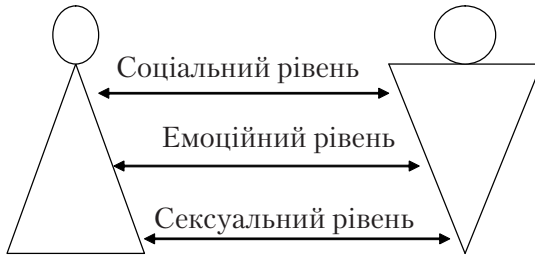 Соціальний рівень
Емоційний рівень
Сексуальний рівень